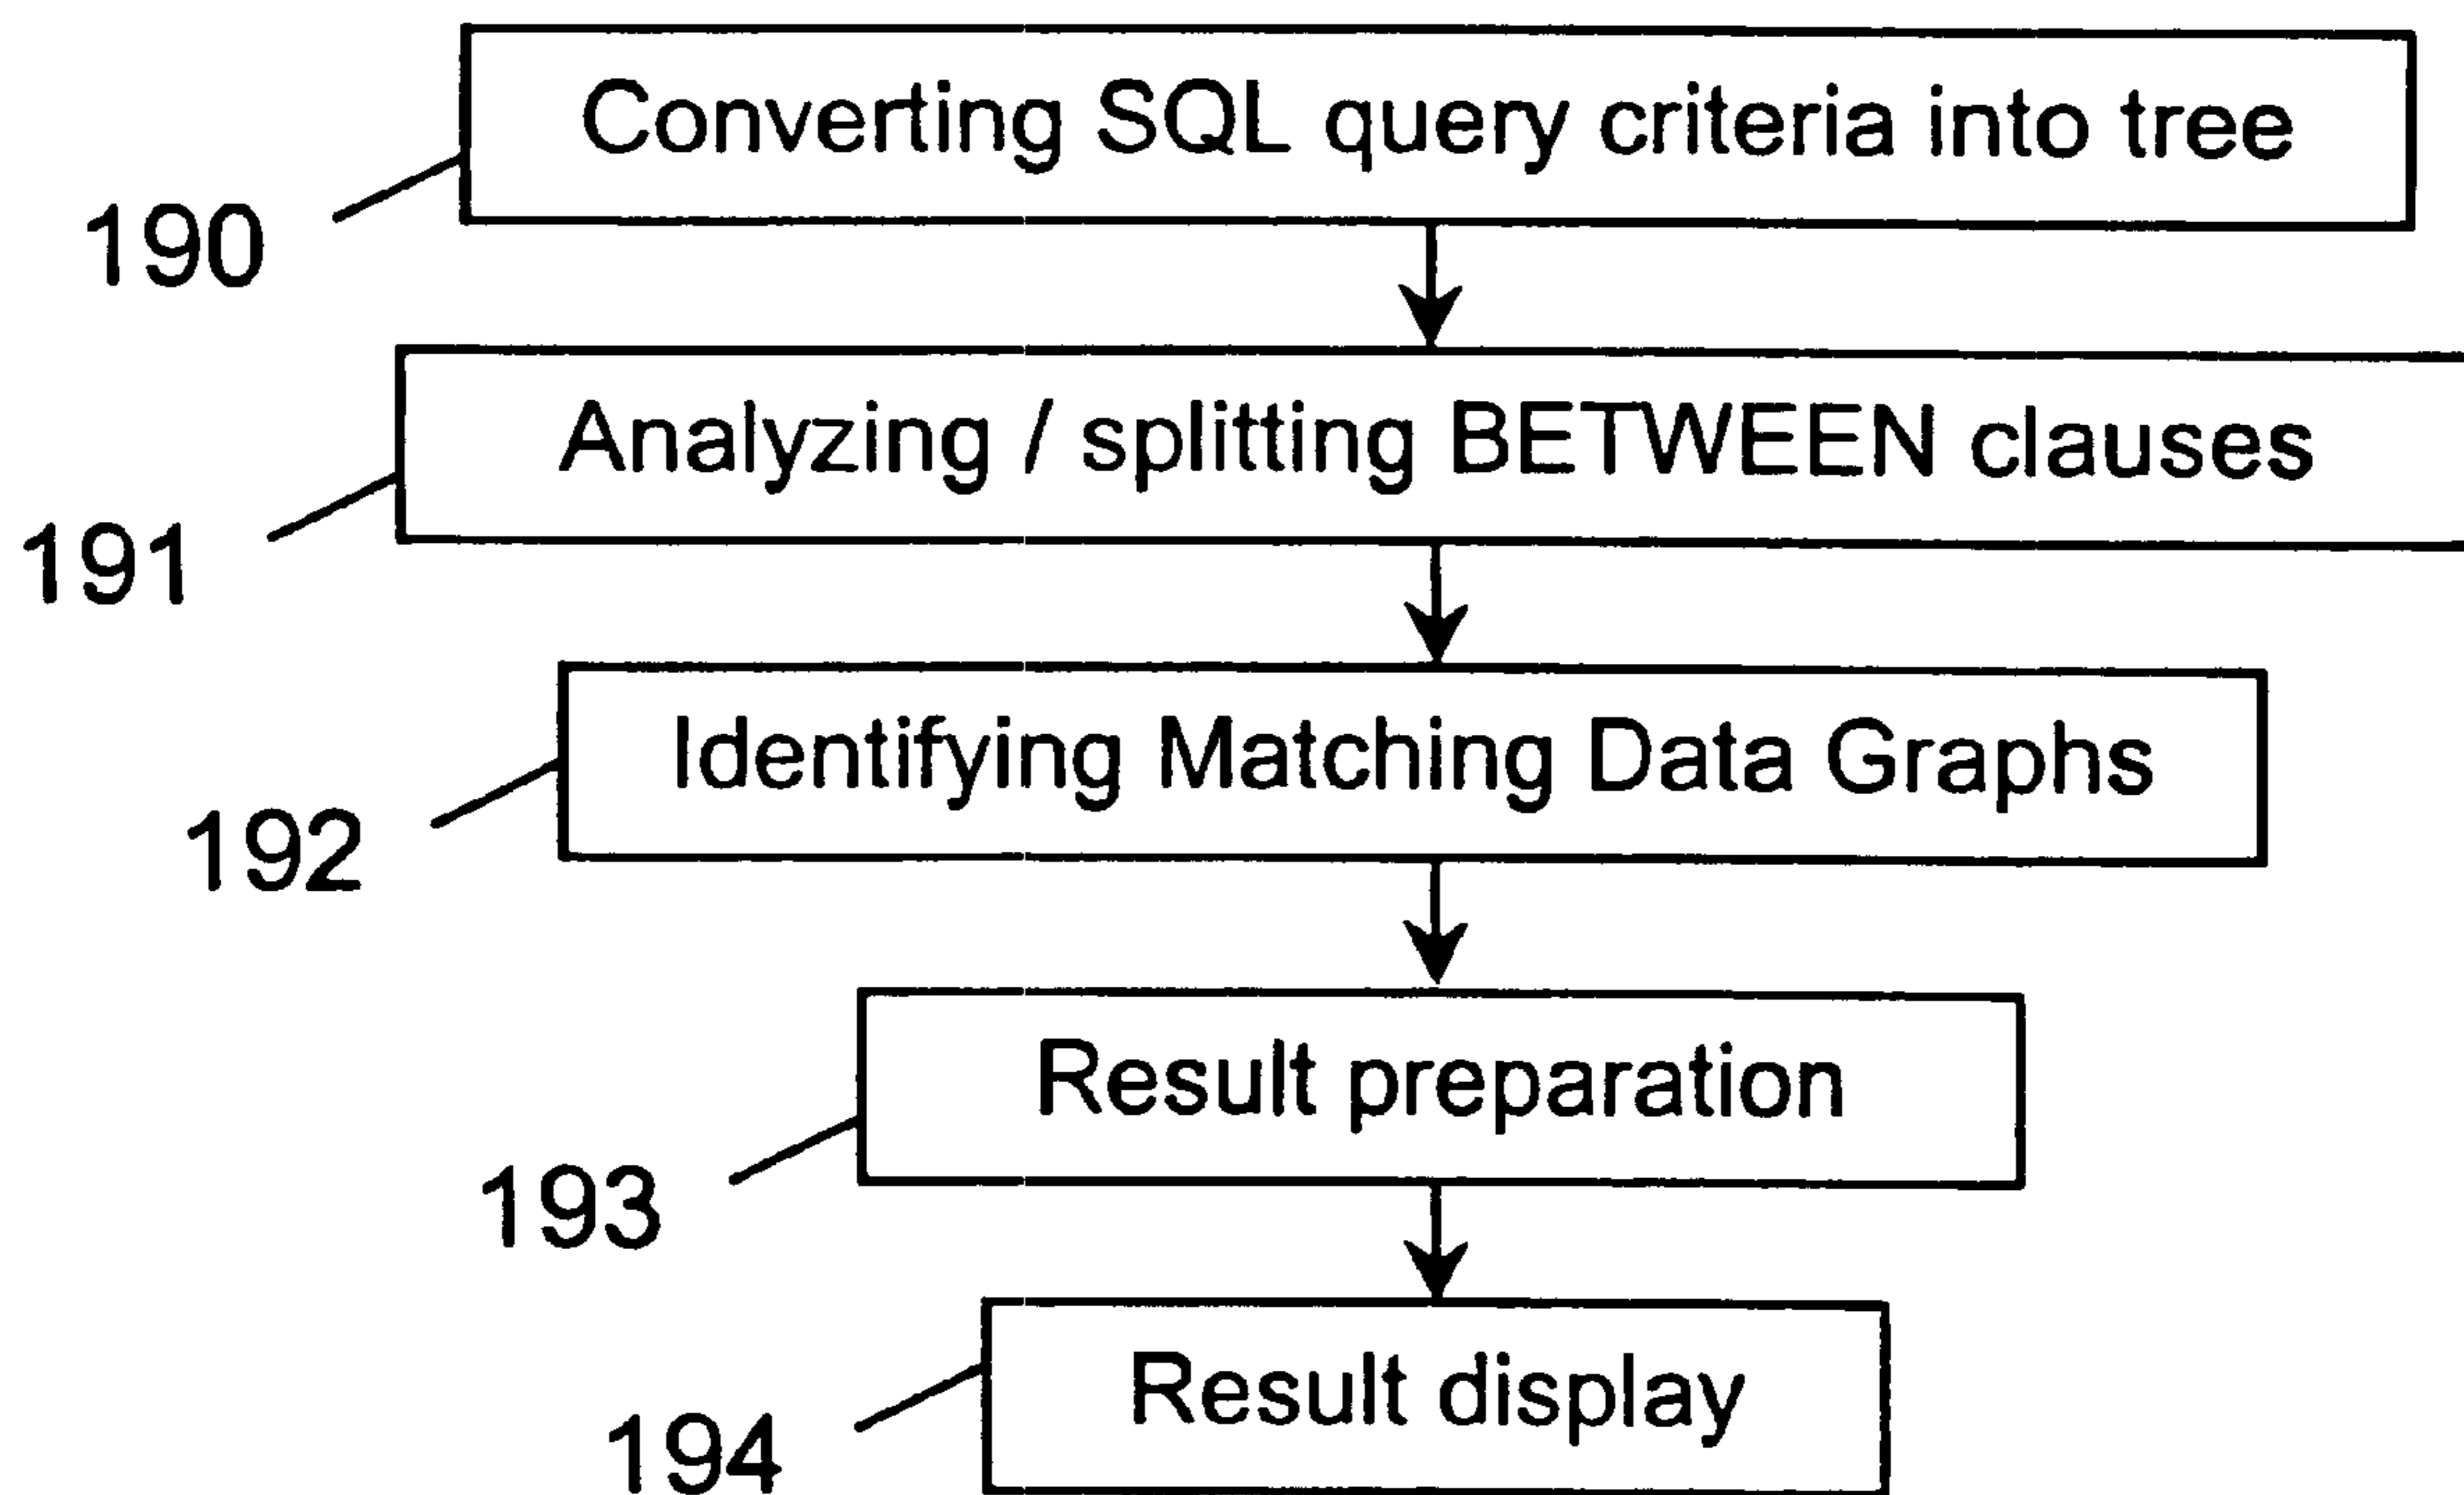 Converting SQL query criteria into tree
190
Analyzing / splitting BETWEEN clauses
191
Identifying Matching Data Graphs
192
Result preparation
193
Result display
194